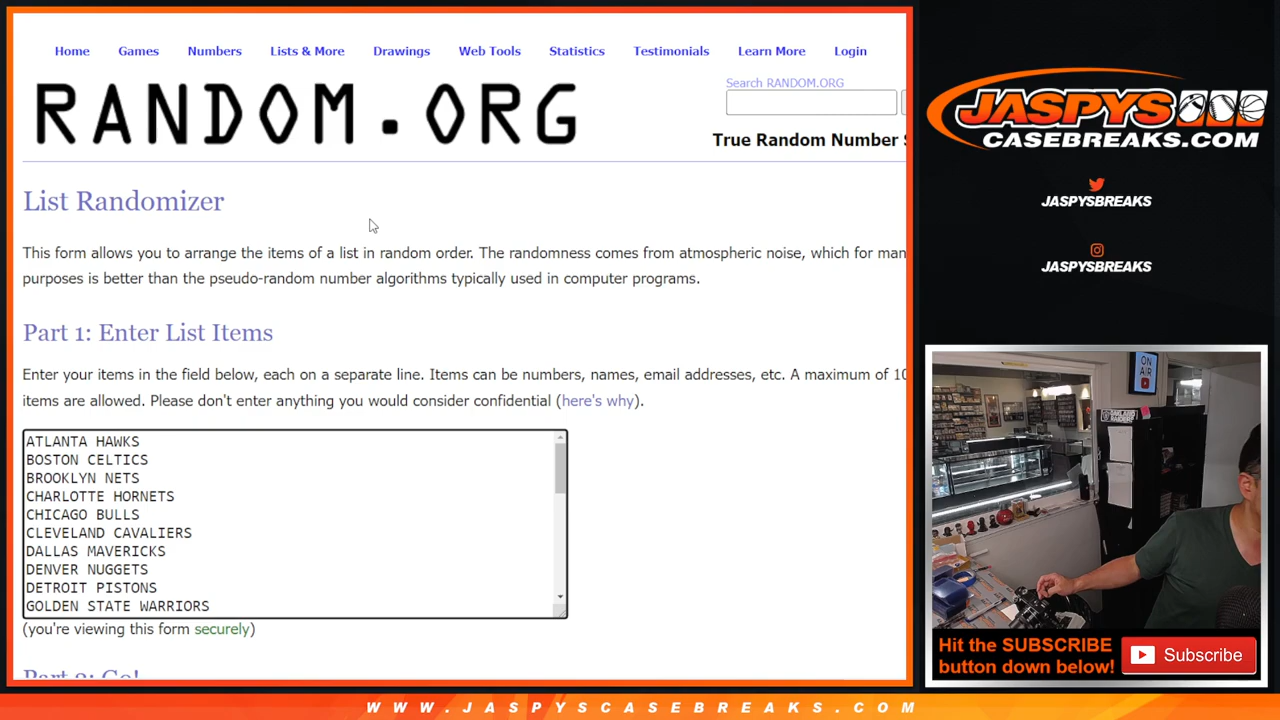 Home Games Numbers Lists & More Drawings Web Tools Statistics Testimonials Learn More Login
RANDOM.ORG
Search RANDOM.ORG
True Random Number S
List Randomizer
This form allows you to arrange the items of a list in random order. The randomness comes from atmospheric noise, which for man
purposes is better than the pseudo-random number algorithms typically used in computer programs.
Part 1: Enter List Items
Enter your items in the field below, each on a separate line. Items can be numbers, names, email addresses, etc. A maximum of 10
items are allowed. Please don't enter anything you would consider confidential (here's why).
ATLANTA HAWKS
BOSTON CELTICS
BROOKLYN NETS
CHARLOTTE HORNETS
CHICAGO BULLS
CLEVELAND CAVALIERS
DALLAS MAVERICKS
DENVER NUGGETS
DETROIT PISTONS
GOLDEN STATE WARRIORS
(you're viewing this form securely)
Part 2: Go!
JASPYS
CASEBREAKS.COM
JASPYSBREAKS
JASPYSBREAKS
ON
AIR
Hit the SUBSCRIBE
button down below!
Subscribe
WWW.JASPYSCASEBREAKS.COM